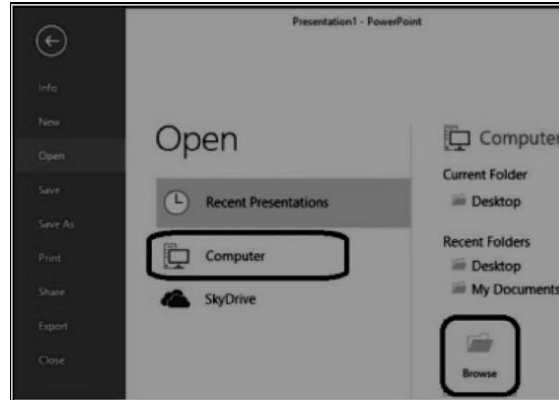 Presentation1 - PowerPoint
Info
New
Open
Save
Save As
Print
Share
Export
Close
Open
Recent Presentations
Computer
SkyDrive
Computer
Current Folder
Desktop
Recent Folders
Desktop
My Documents
Browse